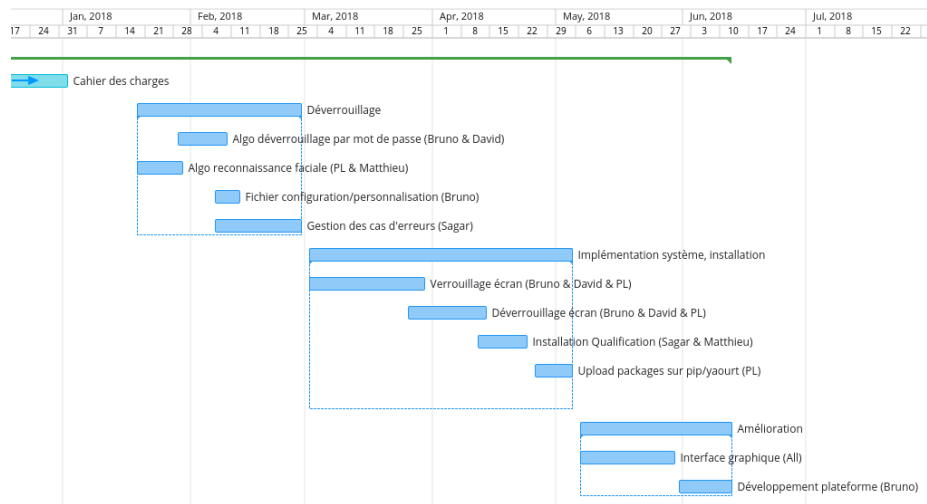 Jan, 2018 Feb, 2018 Mar, 2018 Apr, 2018 May, 2018 Jun, 2018 Jul, 2018
17 24 31 7 14 21 28 4 11 18 25 4 11 18 25 1 8 15 22 29 6 13 20 27 3 10 17 24 1 8 15 22
Cahier des charges
Déverrouillage
Algo déverrouillage par mot de passe (Bruno & David)
Algo reconnaissance faciale (PL & Matthieu)
Fichier configuration/personnalisation (Bruno)
Gestion des cas d'erreurs (Sagar)
Implémentation système, installation
Verrouillage écran (Bruno & David & PL)
Déverrouillage écran (Bruno & David & PL)
Installation Qualification (Sagar & Matthieu)
Upload packages sur pip/yaourt (PL)
Amélioration
Interface graphique (All)
Développement plateforme (Bruno)